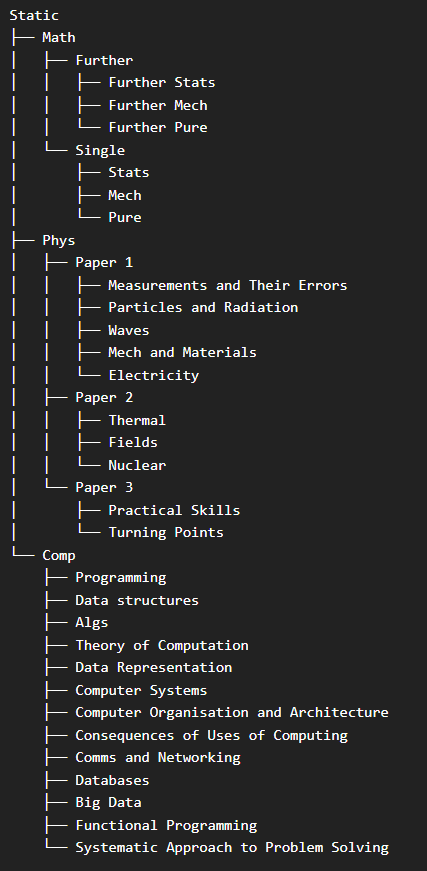 Static
├── Math
│   ├── Further
│   │   ├── Further Stats
│   │   ├── Further Mech
│   │   └── Further Pure
│   └── Single
│       ├── Stats
│       ├── Mech
│       └── Pure
├── Phys
│   ├── Paper 1
│   │   ├── Measurements and Their Errors
│   │   ├── Particles and Radiation
│   │   ├── Waves
│   │   ├── Mech and Materials
│   │   └── Electricity
│   ├── Paper 2
│   │   ├── Thermal
│   │   ├── Fields
│   │   └── Nuclear
│   └── Paper 3
│       ├── Practical Skills
│       └── Turning Points
└── Comp
    ├── Programming
    ├── Data structures
    ├── Algs
    ├── Theory of Computation
    ├── Data Representation
    ├── Computer Systems
    ├── Computer Organisation and Architecture
    ├── Consequences of Uses of Computing
    ├── Comms and Networking
    ├── Databases
    ├── Big Data
    ├── Functional Programming
    └── Systematic Approach to Problem Solving